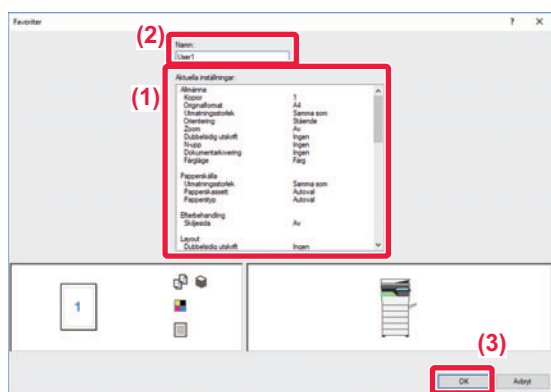 Favoriter ? ×
(2)
Namn:
User1
(1)
Aktuella inställningar:
Allmänna
Kopior 1
Originalformat A4
Utmatningsstorlek Samma som
Orientering Stående
Zoom Av
Dubbelsidig utskrift Ingen
N-upp Ingen
Dokumentarkivering Ingen
Färgläge Färg
Papperskälla
Utmatningsstorlek Samma som
Papperskassett Autoval
Papperstyp Autoval
Efterbehandling
Skiljesida Av
Layout
Dubbelsidig utskrift Ingen
1
(3)
OK Avbryt